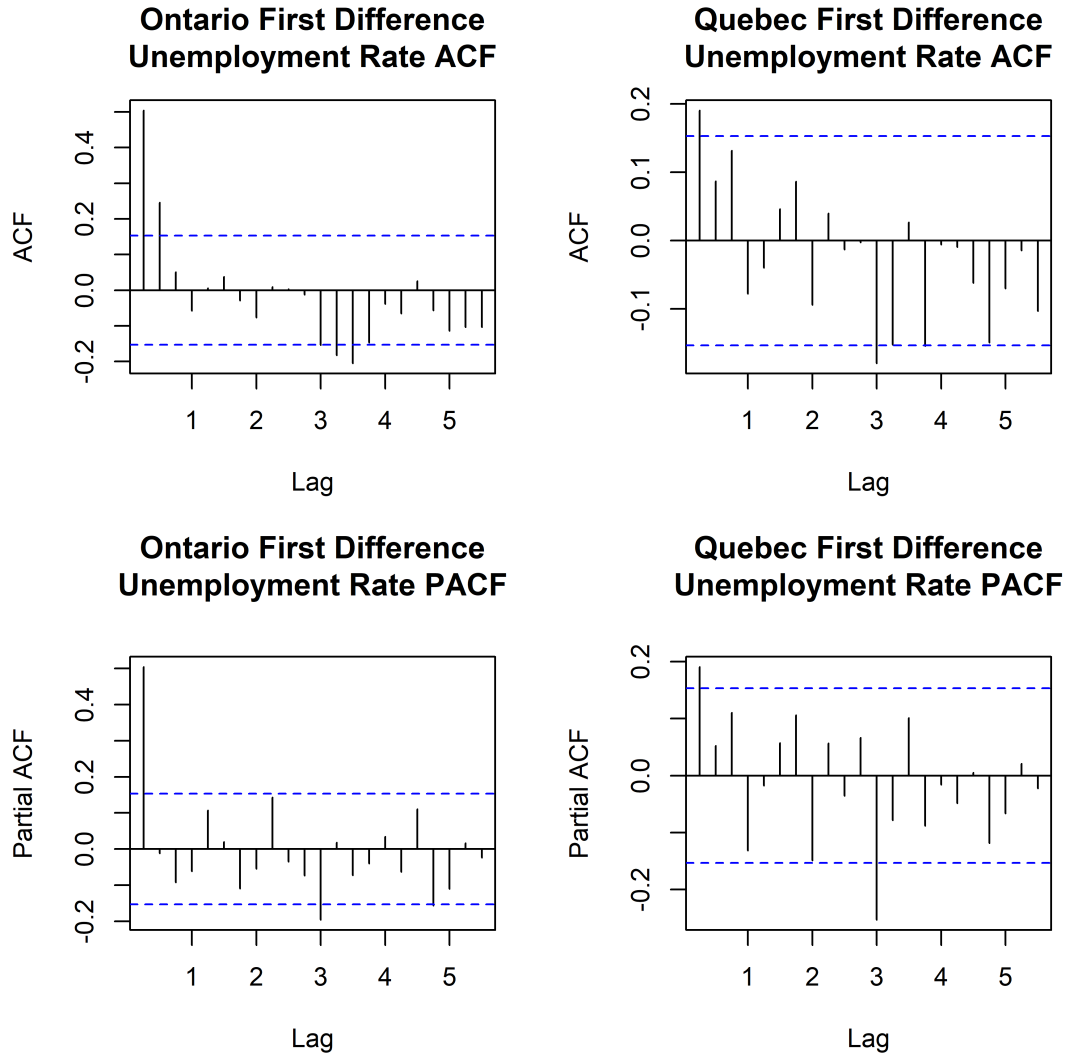 Ontario First Difference
Unemployment Rate ACF
ACF
0.4
0.2
0.0
-0.2
1 2 3 4 5
Lag
Quebec First Difference
Unemployment Rate ACF
ACF
0.2
0.1
0.0
-0.1
1 2 3 4 5
Lag
Ontario First Difference
Unemployment Rate PACF
Partial ACF
0.4
0.2
0.0
-0.2
1 2 3 4 5
Lag
Quebec First Difference
Unemployment Rate PACF
Partial ACF
0.2
0.0
-0.2
1 2 3 4 5
Lag